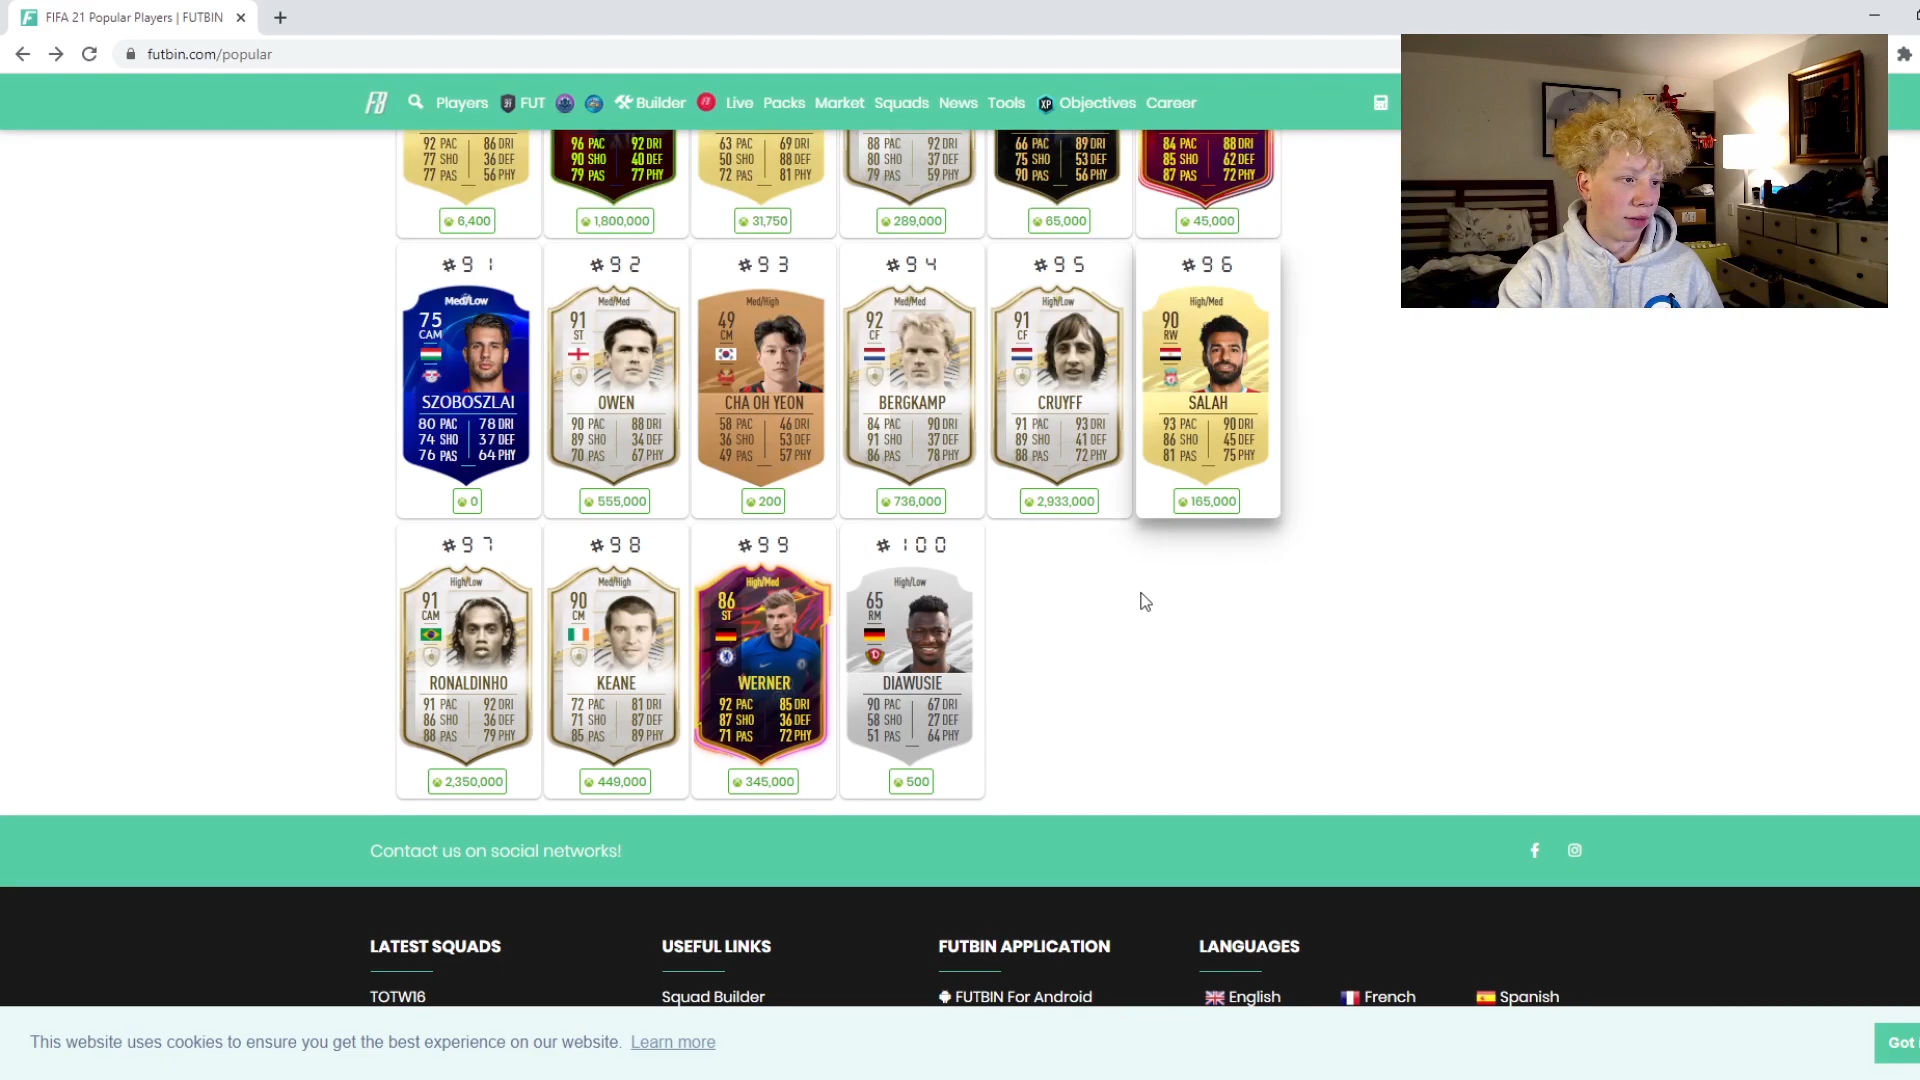 FIFA 21 Popular Players | FUTBIN
futbin.com/popular
FB Players FUT Builder Live Packs Market Squads News Tools XP Objectives Career
92 PAC 86 DRI
77 SHO 36 DEF
77 PAS 56 PHY
6,400
96 PAC 92 DRI
90 SHO 40 DEF
79 PAS 77 PHY
1,800,000
63 PAC 69 DRI
50 SHO 88 DEF
72 PAS 81 PHY
31,750
88 PAC 92 DRI
80 SHO 37 DEF
79 PAS 59 PHY
289,000
66 PAC 89 DRI
75 SHO 53 DEF
90 PAS 56 PHY
65,000
84 PAC 88 DRI
85 SHO 62 DEF
87 PAS 72 PHY
45,000
#91
Med/Low
75
CAM
SZOBOSZLAI
80 PAC 78 DRI
74 SHO 37 DEF
76 PAS 64 PHY
0
#92
Med/Med
91
ST
OWEN
90 PAC 88 DRI
89 SHO 34 DEF
70 PAS 67 PHY
555,000
#93
Med/High
49
CM
CHA OH YEON
58 PAC 46 DRI
36 SHO 53 DEF
49 PAS 57 PHY
200
#94
Med/Med
92
CF
BERGKAMP
84 PAC 90 DRI
91 SHO 37 DEF
86 PAS 78 PHY
736,000
#95
High/Low
91
CF
CRUYFF
91 PAC 93 DRI
89 SHO 41 DEF
88 PAS 72 PHY
2,933,000
#96
High/Med
90
RW
SALAH
93 PAC 90 DRI
86 SHO 45 DEF
81 PAS 75 PHY
165,000
#97
High/Low
91
CAM
RONALDINHO
91 PAC 92 DRI
86 SHO 36 DEF
88 PAS 79 PHY
2,350,000
#98
Med/High
90
CM
KEANE
72 PAC 81 DRI
71 SHO 87 DEF
85 PAS 89 PHY
449,000
#99
High/Med
86
ST
WERNER
92 PAC 85 DRI
87 SHO 36 DEF
71 PAS 72 PHY
345,000
#100
High/Low
65
RM
DIAWUSIE
90 PAC 67 DRI
58 SHO 27 DEF
51 PAS 64 PHY
500
Contact us on social networks!
LATEST SQUADS
TOTW16
USEFUL LINKS
Squad Builder
FUTBIN APPLICATION
FUTBIN For Android
LANGUAGES
English French Spanish
This website uses cookies to ensure you get the best experience on our website. Learn more
Got